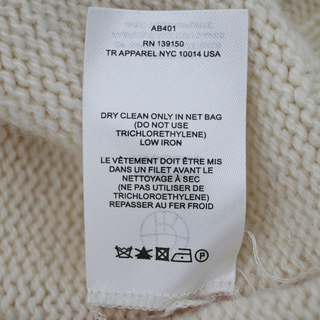 AB401
RN 139150
TR APPAREL NYC 10014 USA
DRY CLEAN ONLY IN NET BAG
(DO NOT USE
TRICHLORETHYLENE)
LOW IRON
LE VÊTEMENT DOIT ÊTRE MIS
DANS UN FILET AVANT LE
NETTOYAGE À SEC
(NE PAS UTILISER DE
TRICHLOROETHYLENE)
REPASSER AU FER FROID
P